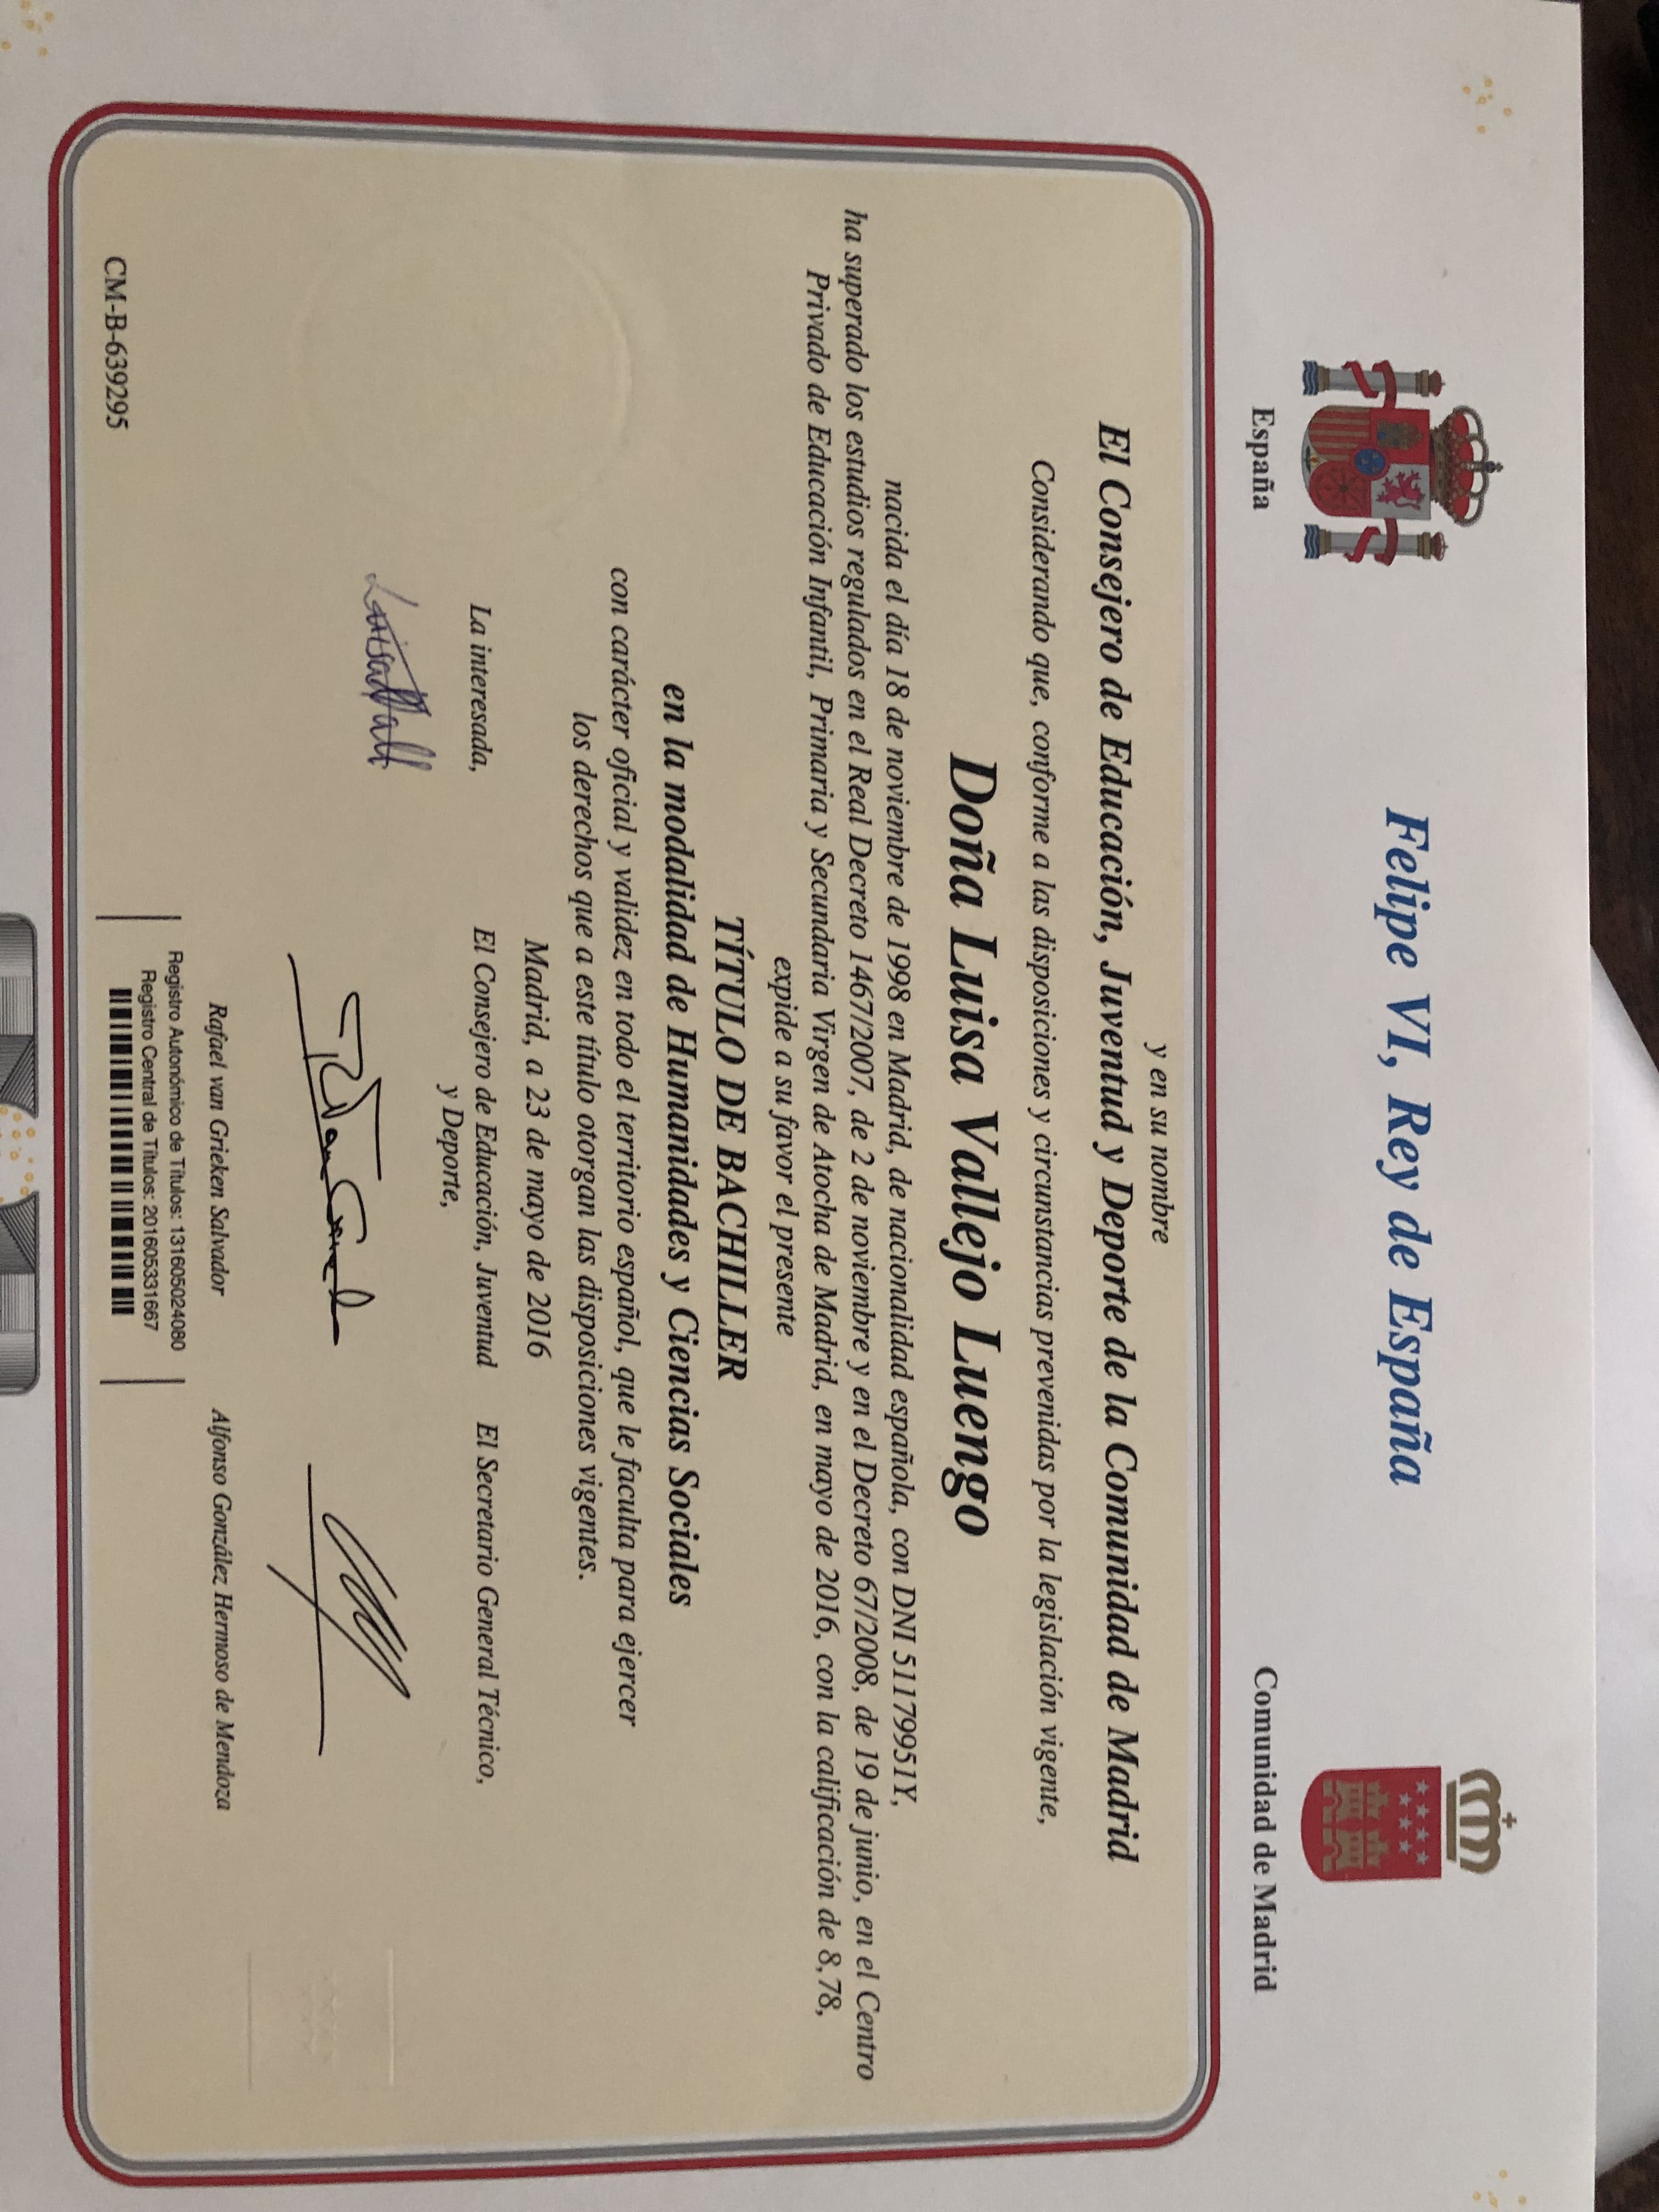 Felipe VI, Rey de España
España
Comunidad de Madrid
y en su nombre
El Consejero de Educación, Juventud y Deporte de la Comunidad de Madrid
Considerando que, conforme a las disposiciones y circunstancias prevenidas por la legislación vigente,
Doña Luisa Vallejo Luengo
nacida el día 18 de noviembre de 1998 en Madrid, de nacionalidad española, con DNI 51179951Y,
ha superado los estudios regulados en el Real Decreto 1467/2007, de 2 de noviembre y en el Decreto 67/2008, de 19 de junio, en el Centro
Privado de Educación Infantil, Primaria y Secundaria Virgen de Atocha de Madrid, en mayo de 2016, con la calificación de 8,78,
expide a su favor el presente
TÍTULO DE BACHILLER
en la modalidad de Humanidades y Ciencias Sociales
con carácter oficial y validez en todo el territorio español, que le faculta para ejercer
los derechos que a este título otorgan las disposiciones vigentes.
Madrid, a 23 de mayo de 2016
La interesada,
El Consejero de Educación, Juventud
y Deporte,
El Secretario General Técnico,
Rafael van Grieken Salvador
Alfonso González Hermoso de Mendoza
Registro Autonómico de Títulos: 131605024080
Registro Central de Títulos: 201605331667
CM-B-639295